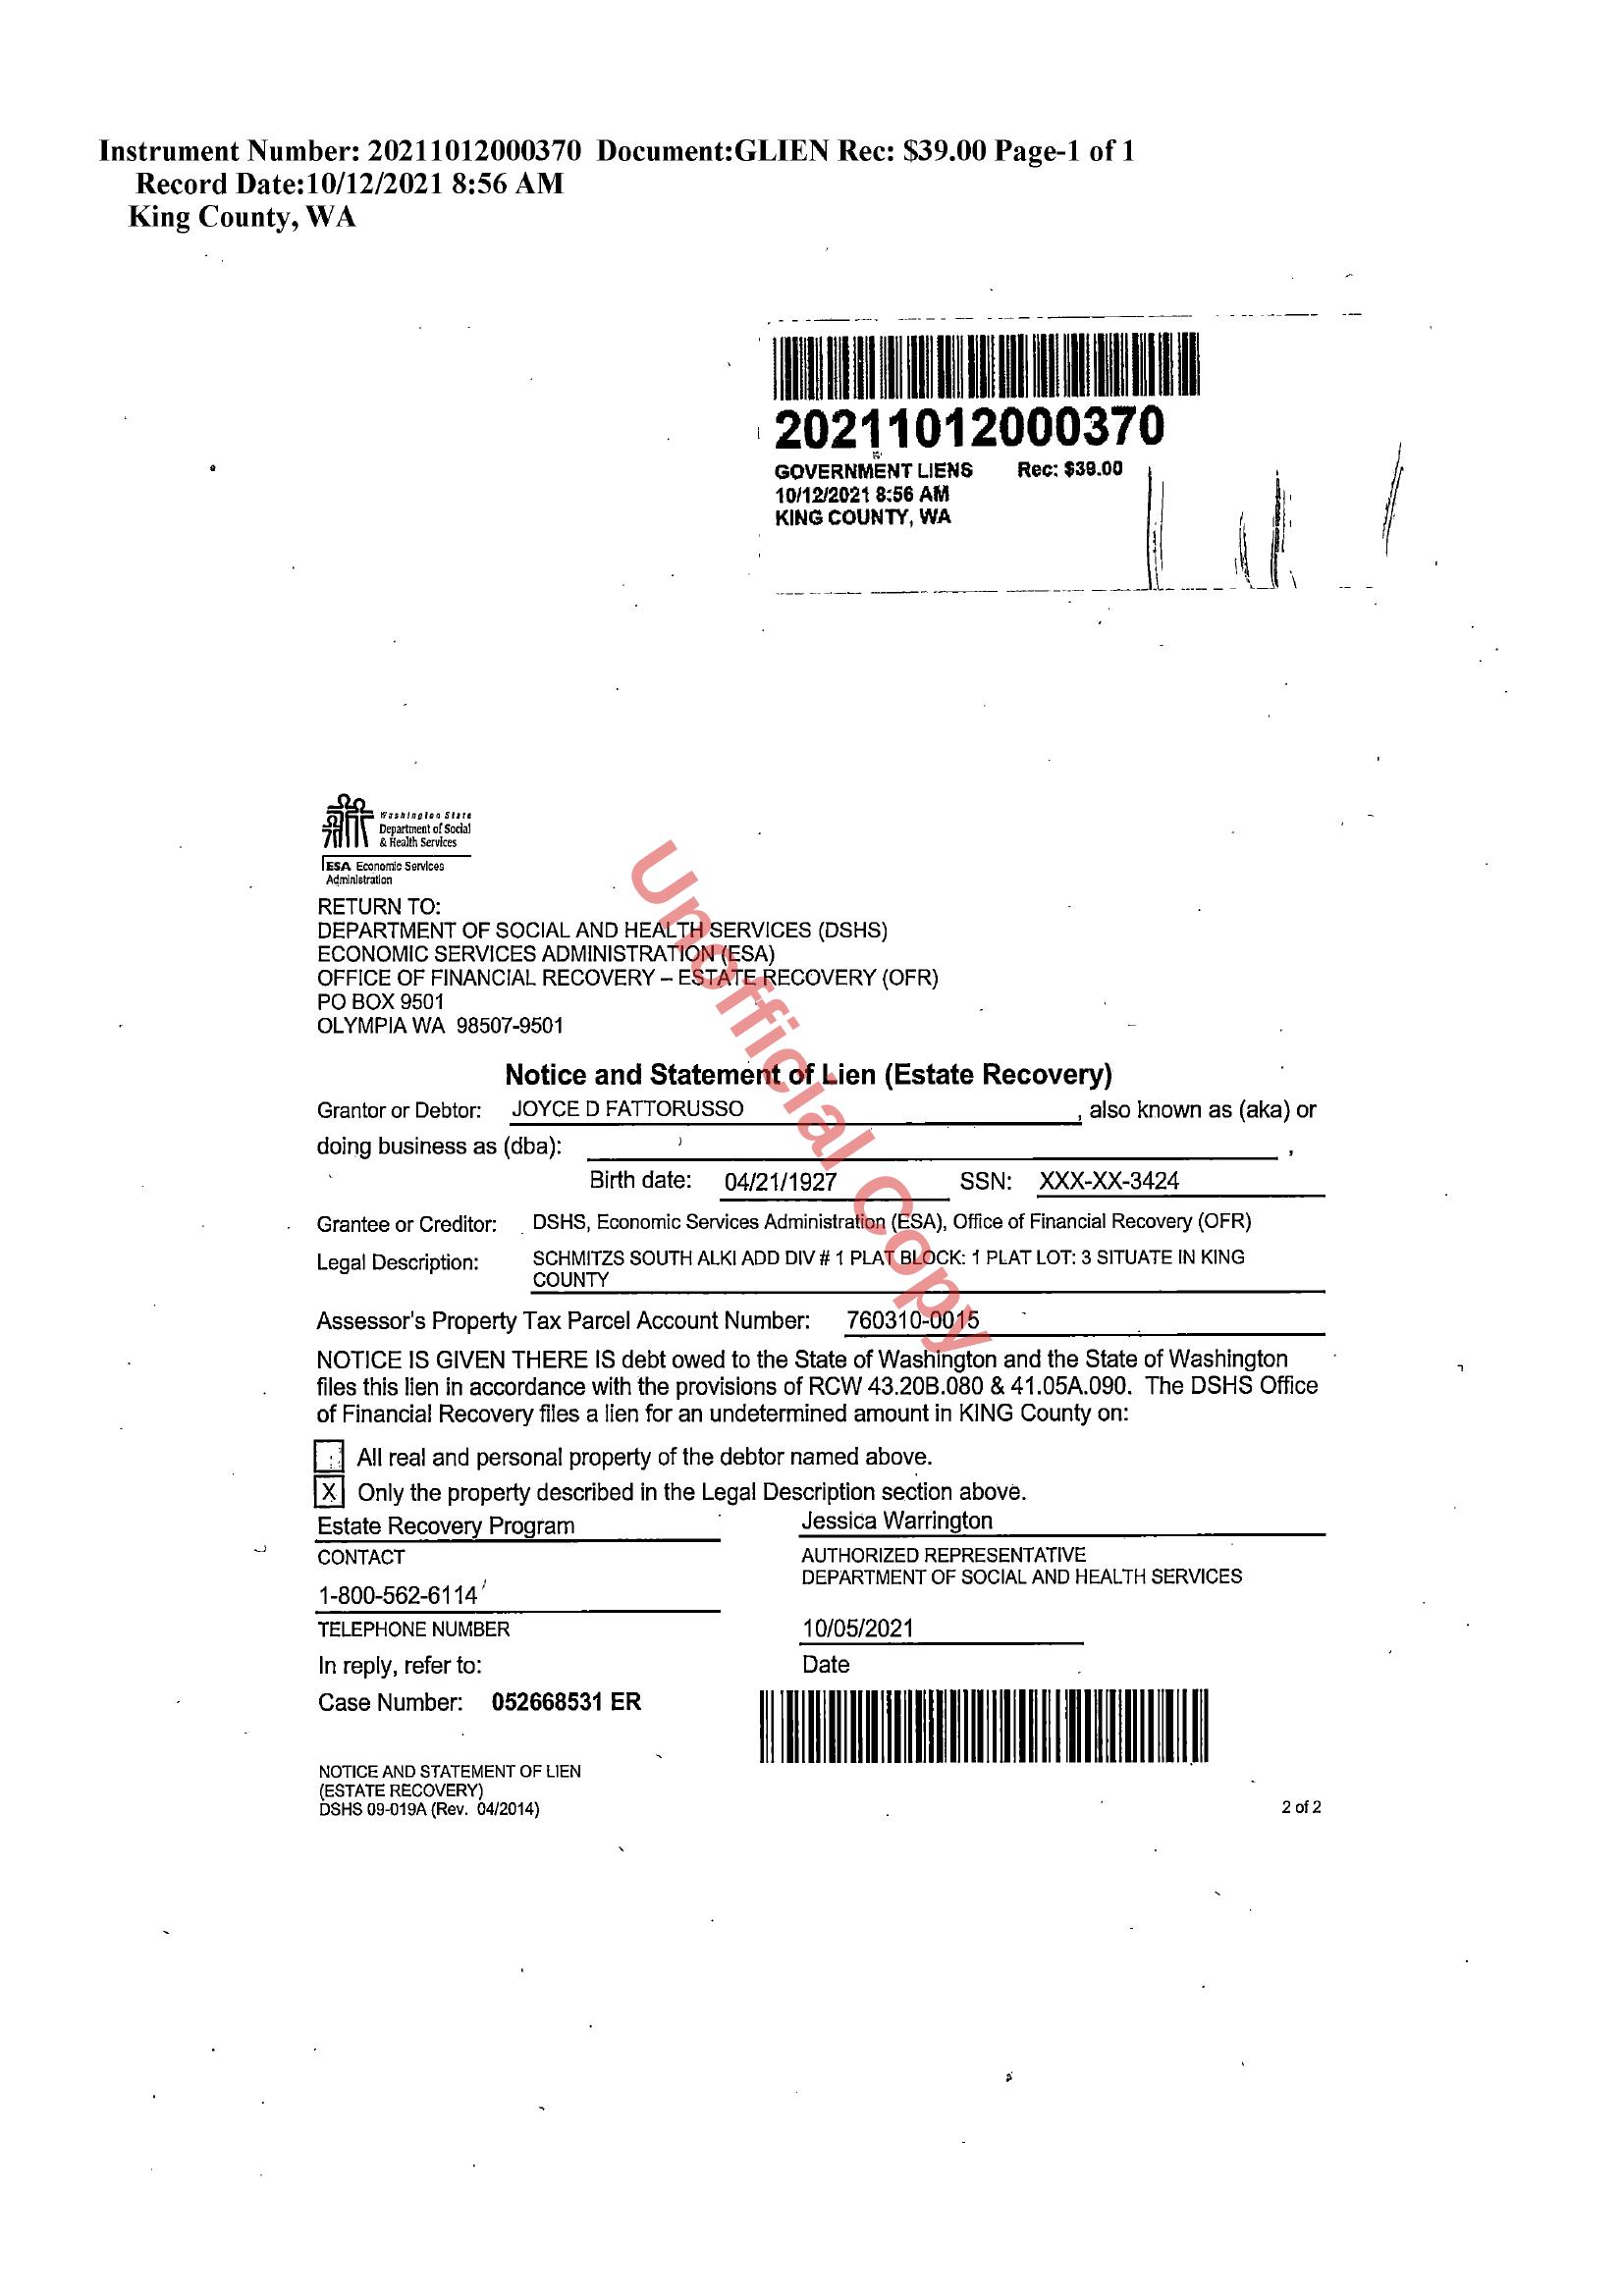 Instrument Number: 20211012000370 Document:GLIEN Rec: $39.00 Page-1 of 1
Record Date:10/12/2021 8:56 AM
King County, WA
20211012000370
GOVERNMENT LIENS Rec: $39.00
10/12/2021 8:56 AM
KING COUNTY, WA
Washington State
Department of Social
& Health Services
ESA Economic Services
Administration
RETURN TO:
DEPARTMENT OF SOCIAL AND HEALTH SERVICES (DSHS)
ECONOMIC SERVICES ADMINISTRATION (ESA)
OFFICE OF FINANCIAL RECOVERY – ESTATE RECOVERY (OFR)
PO BOX 9501
OLYMPIA WA 98507-9501
Unofficial Copy
Notice and Statement of Lien (Estate Recovery)
Grantor or Debtor: JOYCE D FATTORUSSO , also known as (aka) or
doing business as (dba): ,
Birth date: 04/21/1927 SSN: XXX-XX-3424
Grantee or Creditor: DSHS, Economic Services Administration (ESA), Office of Financial Recovery (OFR)
Legal Description: SCHMITZS SOUTH ALKI ADD DIV # 1 PLAT BLOCK: 1 PLAT LOT: 3 SITUATE IN KING
COUNTY
Assessor's Property Tax Parcel Account Number: 760310-0015
NOTICE IS GIVEN THERE IS debt owed to the State of Washington and the State of Washington
files this lien in accordance with the provisions of RCW 43.20B.080 & 41.05A.090. The DSHS Office
of Financial Recovery files a lien for an undetermined amount in KING County on:
All real and personal property of the debtor named above.
X Only the property described in the Legal Description section above.
Estate Recovery Program Jessica Warrington
CONTACT AUTHORIZED REPRESENTATIVE
DEPARTMENT OF SOCIAL AND HEALTH SERVICES
1-800-562-6114
TELEPHONE NUMBER 10/05/2021
In reply, refer to: Date
Case Number: 052668531 ER
NOTICE AND STATEMENT OF LIEN
(ESTATE RECOVERY)
DSHS 09-019A (Rev. 04/2014) 2 of 2